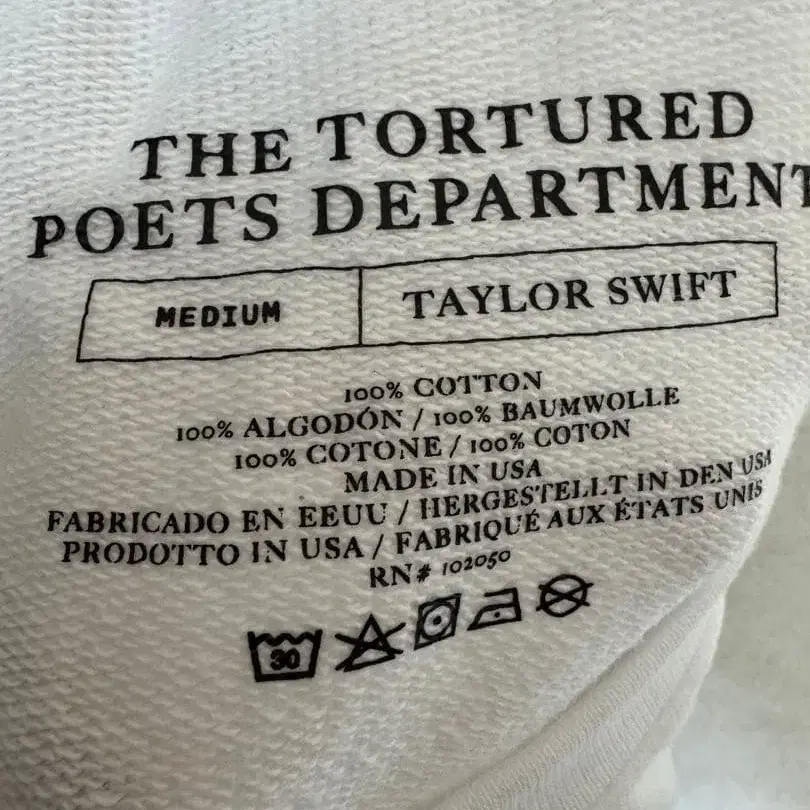 THE TORTURED
POETS DEPARTMENT
MEDIUM TAYLOR SWIFT
100% COTTON
100% ALGODÓN / 100% BAUMWOLLE
100% COTONE / 100% COTON
MADE IN USA
FABRICADO EN EEUU / HERGESTELLT IN DEN USA
PRODOTTO IN USA / FABRIQUÉ AUX ÉTATS UNIS
RN# 102050
30